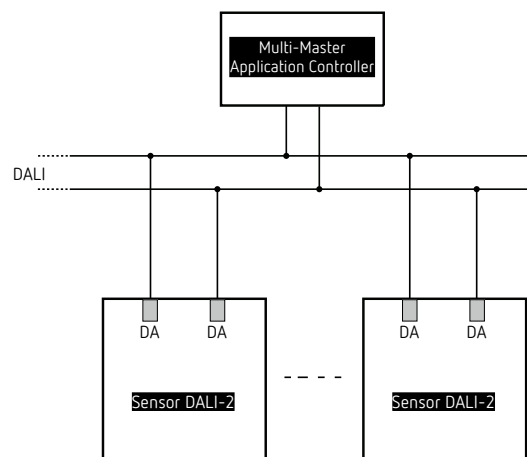 Multi-Master
Application Controller
DALI
DA DA DA DA
Sensor DALI-2 Sensor DALI-2